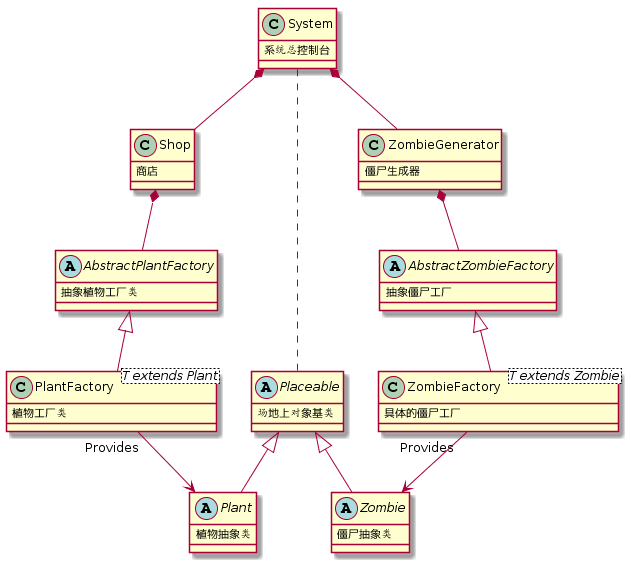 C System
系统总控制台
C Shop
商店
C ZombieGenerator
僵尸生成器
A AbstractPlantFactory
抽象植物工厂类
A AbstractZombieFactory
抽象僵尸工厂
C PlantFactory T extends Plant
植物工厂类
A Placeable
场地上对象基类
C ZombieFactory T extends Zombie
具体的僵尸工厂
Provides
Provides
A Plant
植物抽象类
A Zombie
僵尸抽象类